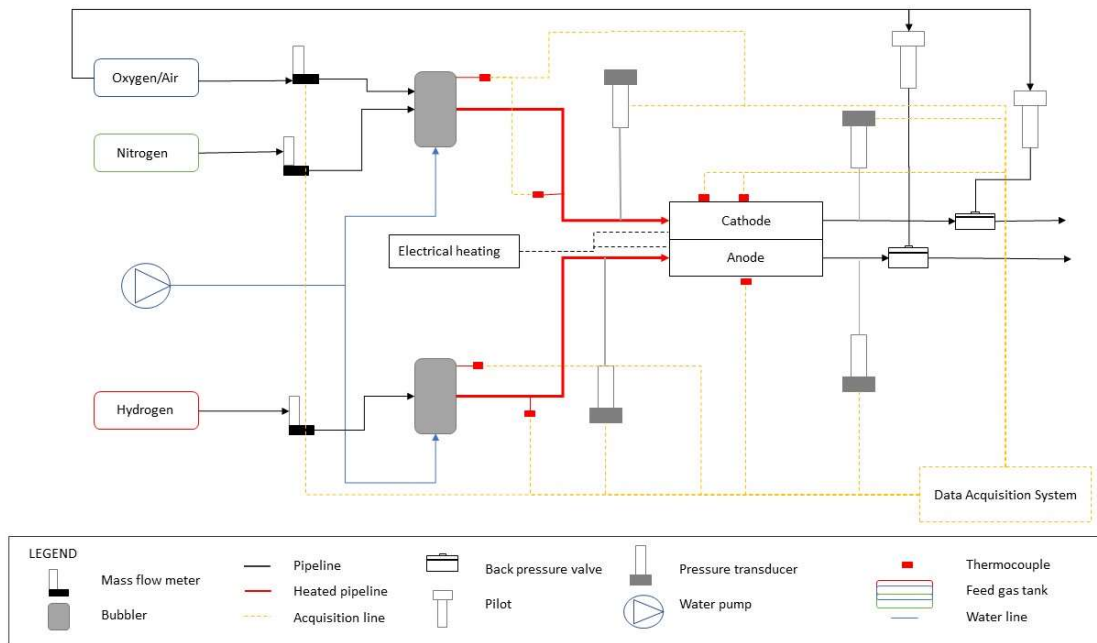 Oxygen/Air
Nitrogen
Cathode
Electrical heating
Anode
Hydrogen
Data Acquisition System
LEGEND
Mass flow meter
Bubbler
Pipeline
Heated pipeline
Acquisition line
Back pressure valve
Pilot
Pressure transducer
Water pump
Thermocouple
Feed gas tank
Water line